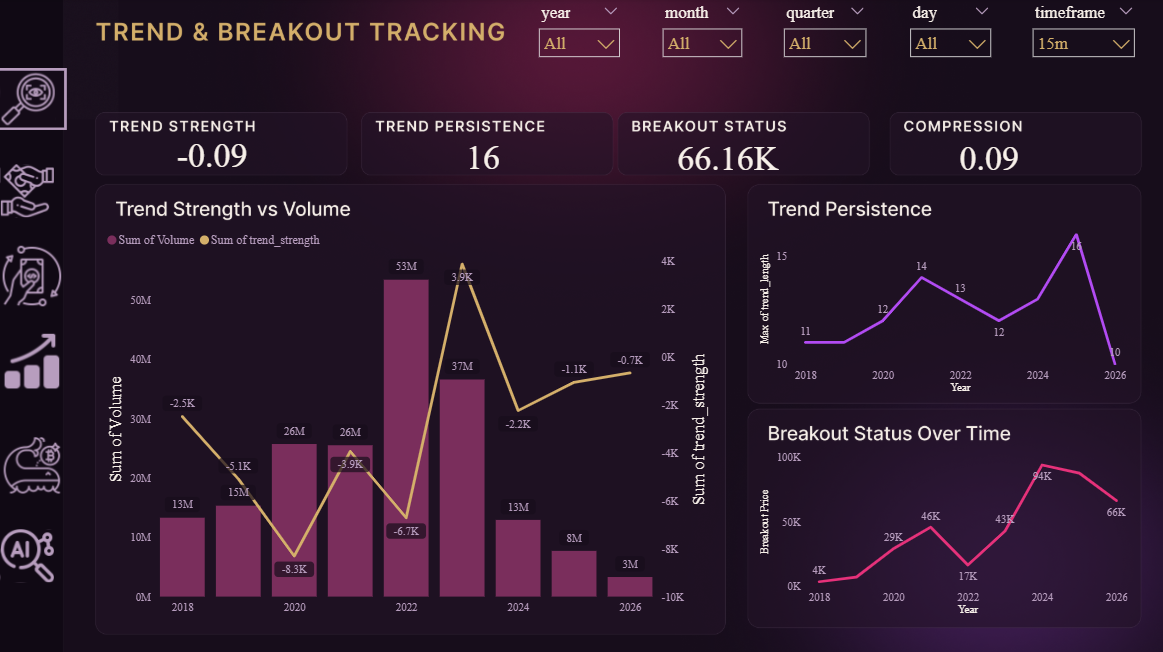 TREND & BREAKOUT TRACKING
year month quarter day timeframe
All All All All 15m
TREND STRENGTH
-0.09
TREND PERSISTENCE
16
BREAKOUT STATUS
66.16K
COMPRESSION
0.09
Trend Strength vs Volume
Sum of Volume Sum of trend_strength
Sum of Volume
50M
40M
30M
20M
10M
0M
13M
15M
26M
26M
53M
37M
13M
8M
3M
-2.5K
-5.1K
-8.3K
-3.9K
-6.7K
3.9K
-2.2K
-1.1K
-0.7K
4K
2K
0K
-2K
-4K
-6K
-8K
-10K
Sum of trend_strength
2018 2020 2022 2024 2026
Trend Persistence
Max of trend_length
15
10
11
12
14
13
12
16
10
2018 2020 2022 2024 2026
Year
Breakout Status Over Time
Breakout Price
100K
50K
0K
4K
29K
46K
17K
43K
94K
66K
2018 2020 2022 2024 2026
Year
AI